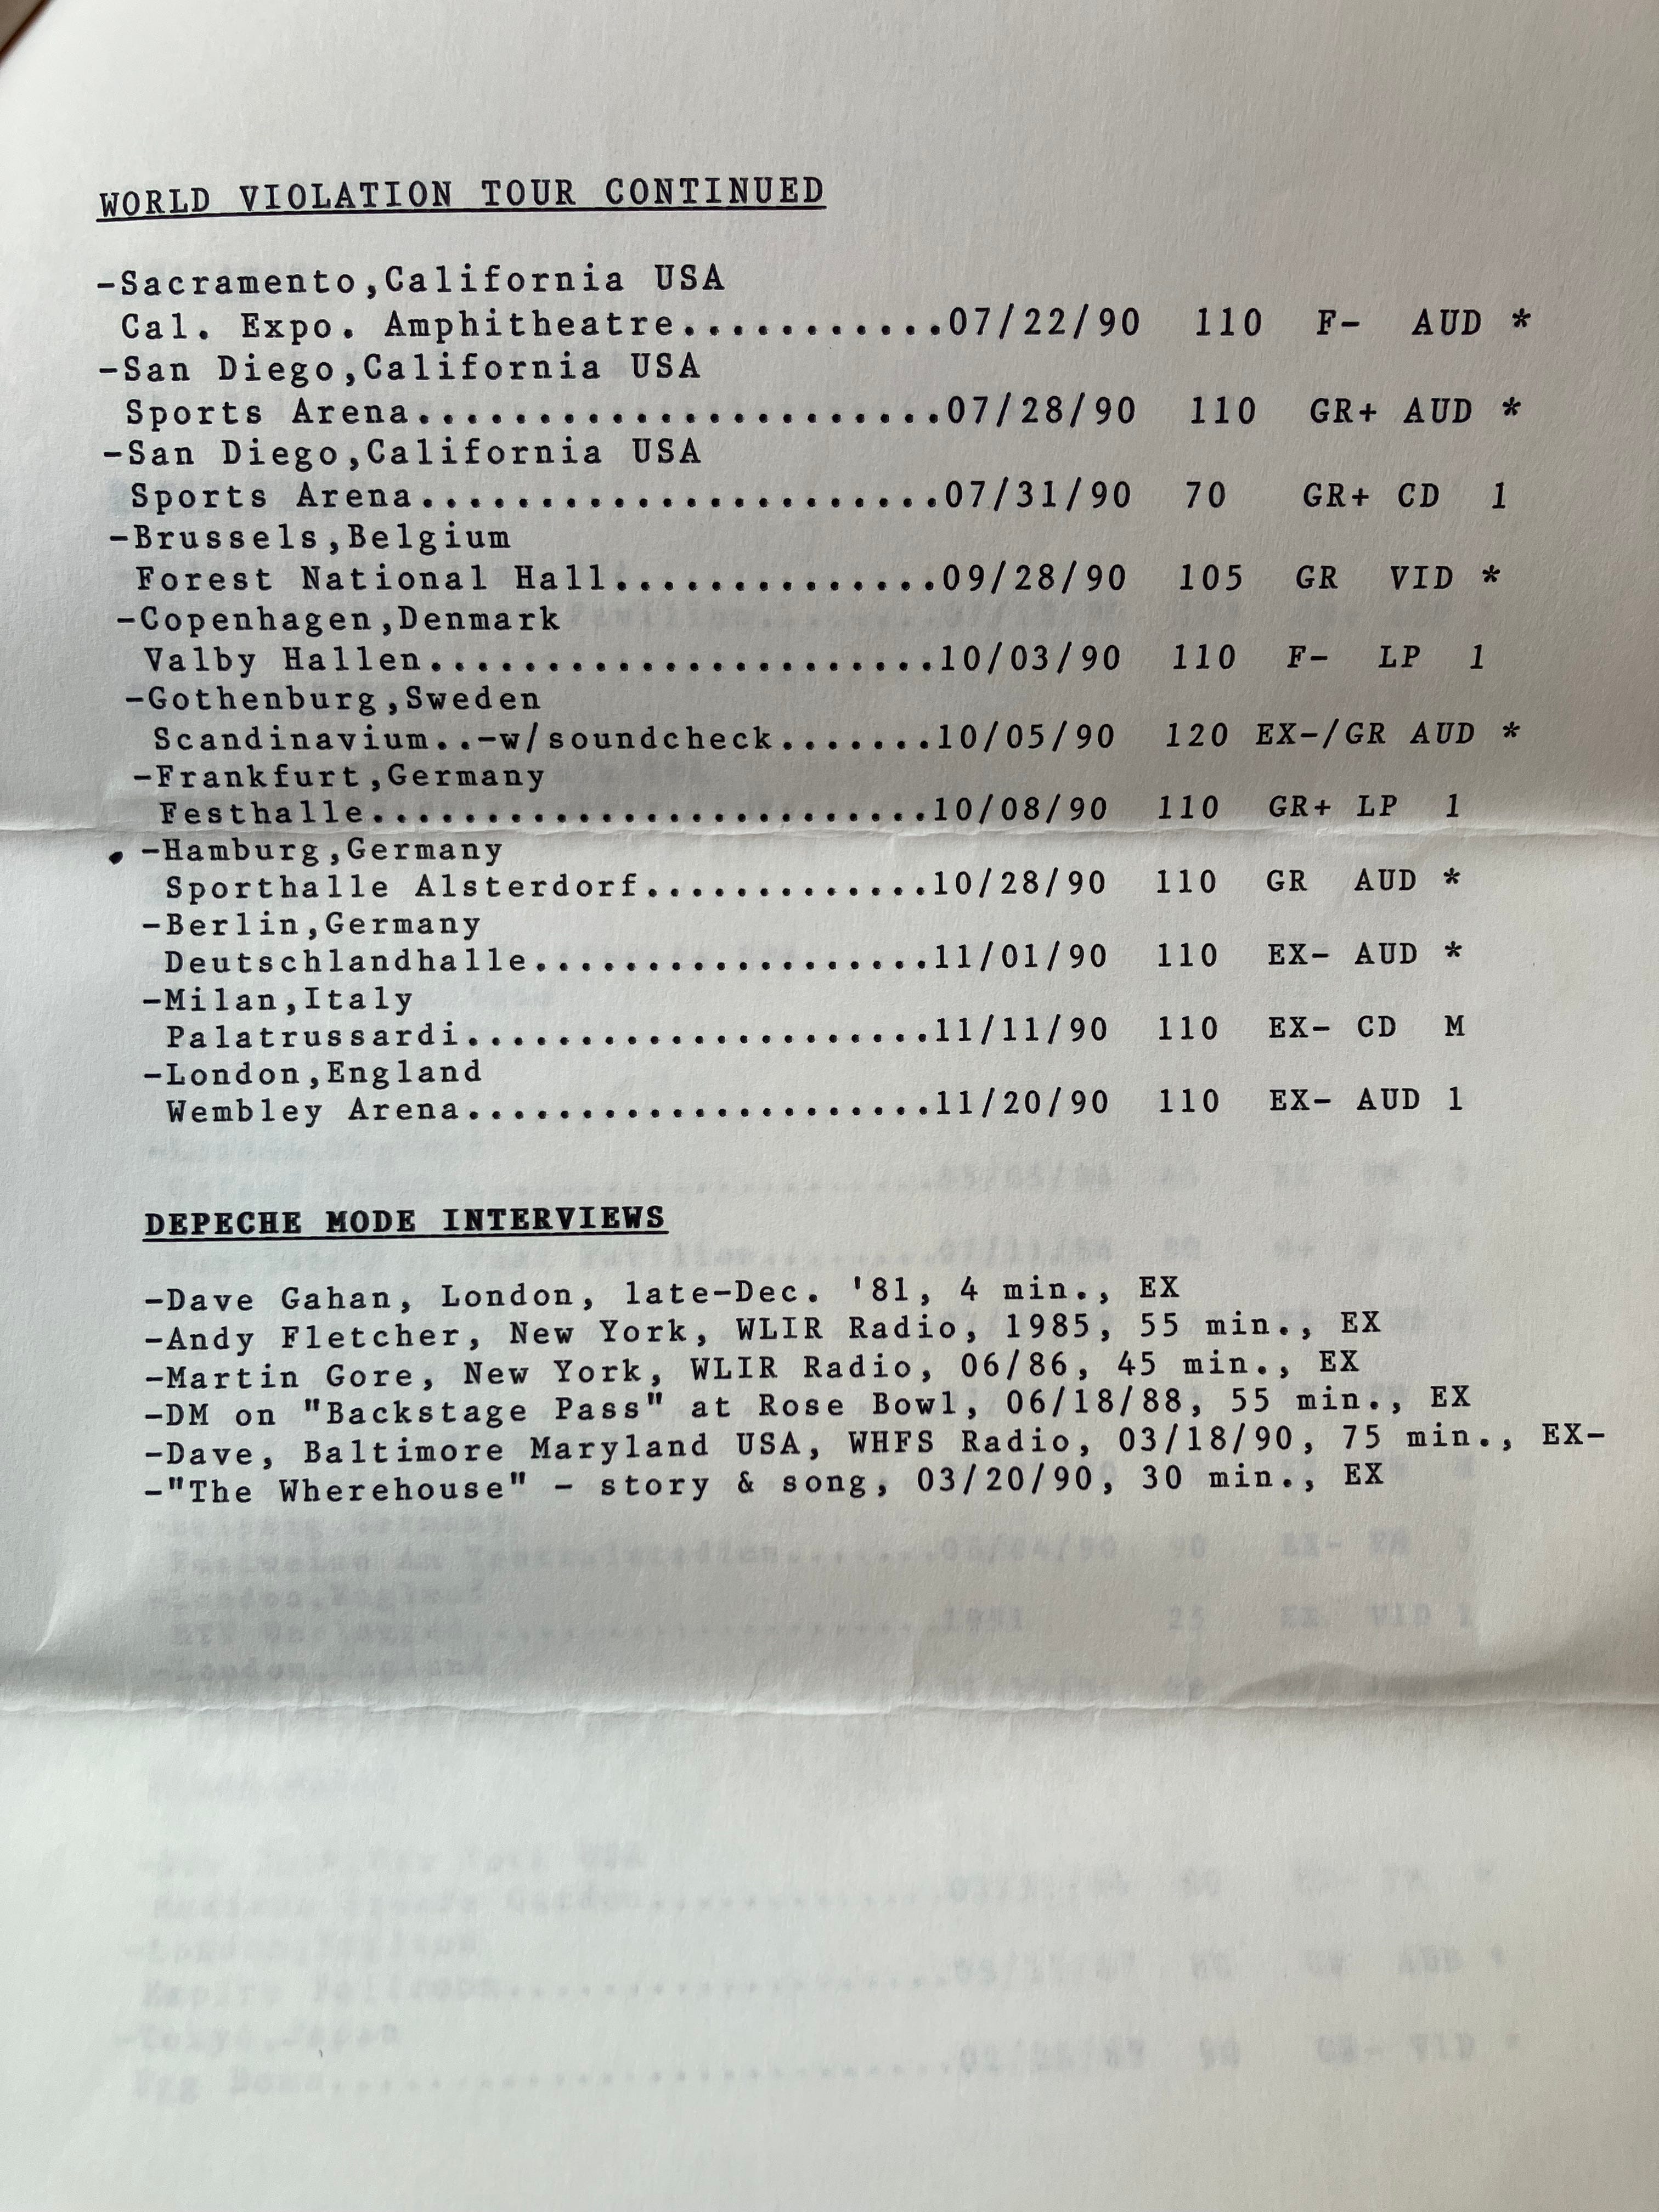 WORLD VIOLATION TOUR CONTINUED
-Sacramento,California USA
Cal. Expo. Amphitheatre...........07/22/90 110 F- AUD *
-San Diego,California USA
Sports Arena......................07/28/90 110 GR+ AUD *
-San Diego,California USA
Sports Arena......................07/31/90 70 GR+ CD 1
-Brussels,Belgium
Forest National Hall..............09/28/90 105 GR VID *
-Copenhagen,Denmark
Valby Hallen......................10/03/90 110 F- LP 1
-Gothenburg,Sweden
Scandinavium..-w/soundcheck.......10/05/90 120 EX-/GR AUD *
-Frankfurt,Germany
Festhalle.........................10/08/90 110 GR+ LP 1
-Hamburg,Germany
Sporthalle Alsterdorf.............10/28/90 110 GR AUD *
-Berlin,Germany
Deutschlandhalle..................11/01/90 110 EX- AUD *
-Milan,Italy
Palatrussardi.....................11/11/90 110 EX- CD M
-London,England
Wembley Arena.....................11/20/90 110 EX- AUD 1
DEPECHE MODE INTERVIEWS
-Dave Gahan, London, late-Dec. '81, 4 min., EX
-Andy Fletcher, New York, WLIR Radio, 1985, 55 min., EX
-Martin Gore, New York, WLIR Radio, 06/86, 45 min., EX
-DM on "Backstage Pass" at Rose Bowl, 06/18/88, 55 min., EX
-Dave, Baltimore Maryland USA, WHFS Radio, 03/18/90, 75 min., EX-
-"The Wherehouse" - story & song, 03/20/90, 30 min., EX